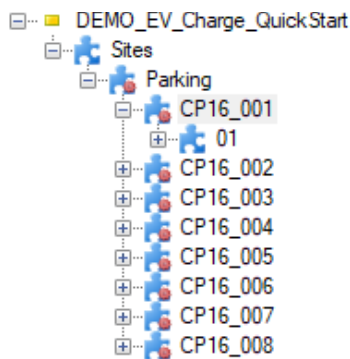 DEMO_EV_Charge_QuickStart
Sites
Parking
CP16_001
01
CP16_002
CP16_003
CP16_004
CP16_005
CP16_006
CP16_007
CP16_008